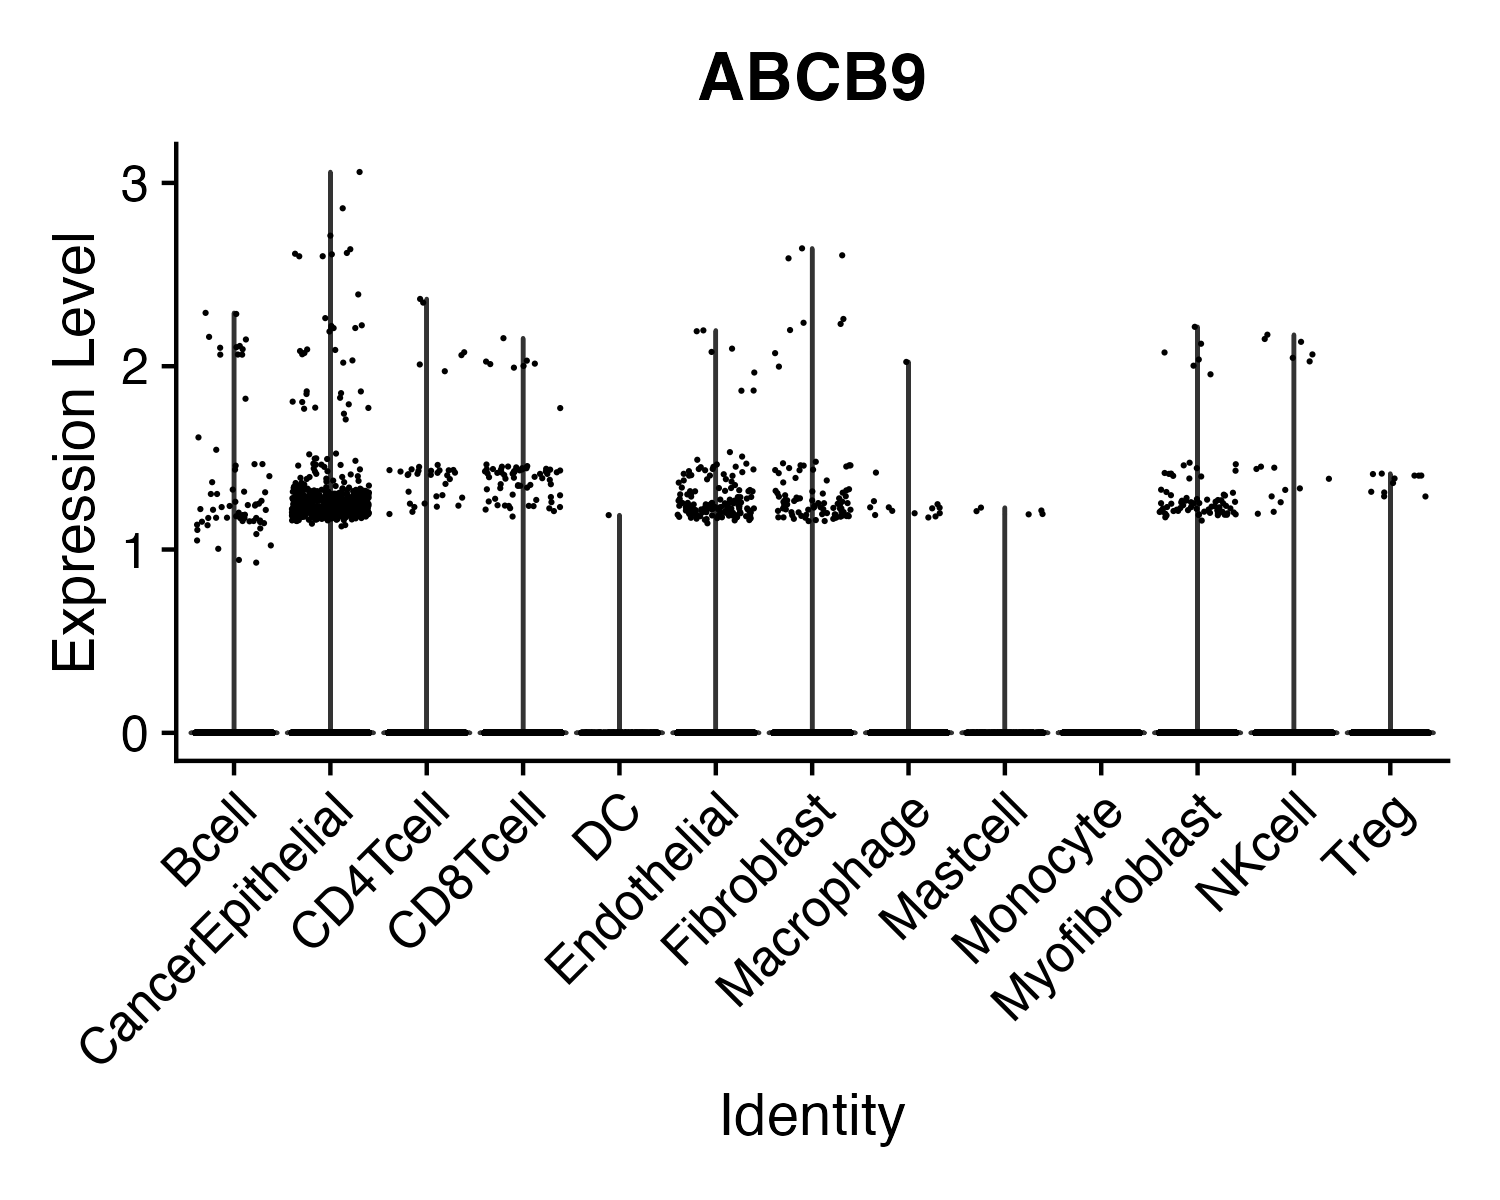 ABCB9
Expression Level
3
2
1
0
Bcell
CancerEpithelial
CD4Tcell
CD8Tcell
DC
Endothelial
Fibroblast
Macrophage
Mastcell
Monocyte
Myofibroblast
NKcell
Treg
Identity